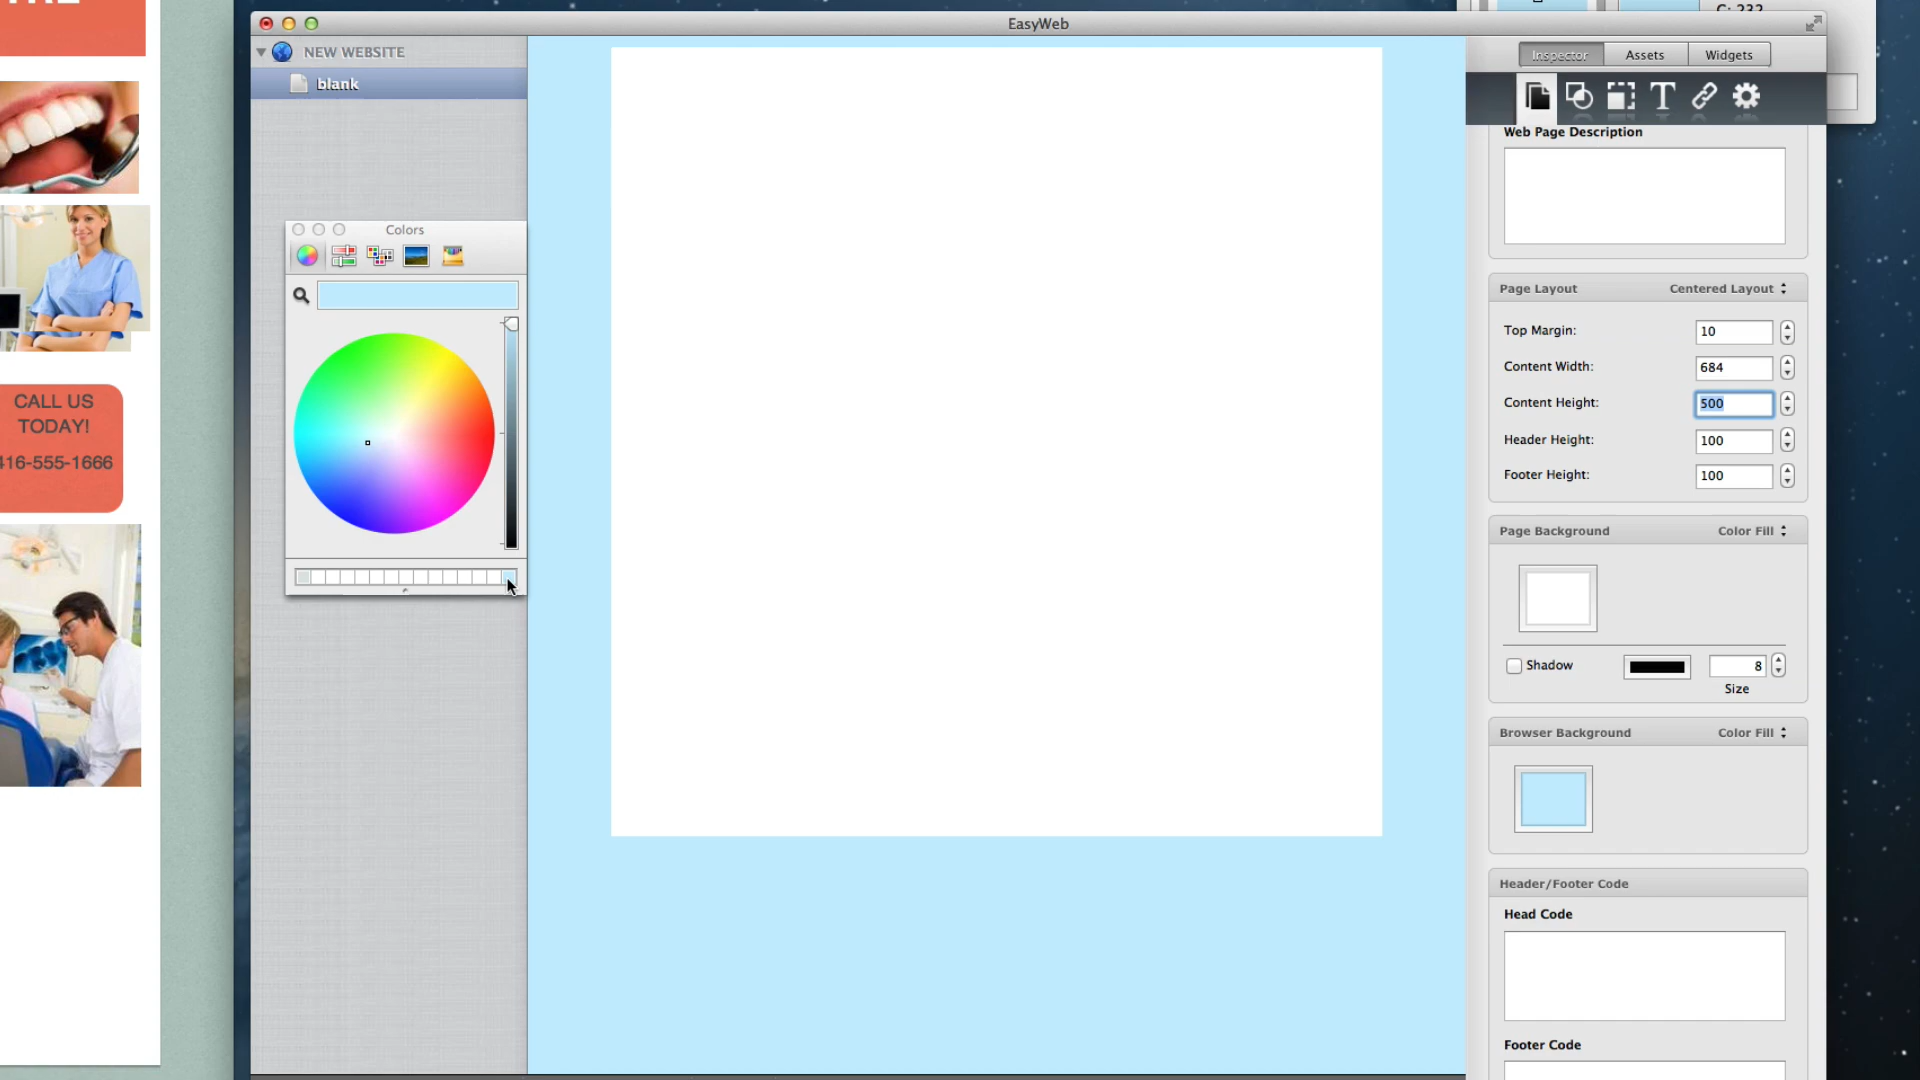 CALL US
TODAY!
416-555-1666
EasyWeb
NEW WEBSITE
blank
Colors
Inspector
Assets
Widgets
T
Web Page Description
Page Layout
Centered Layout
Top Margin:
10
Content Width:
684
Content Height:
500
Header Height:
100
Footer Height:
100
Page Background
Color Fill
Shadow
8
Size
Browser Background
Color Fill
Header/Footer Code
Head Code
Footer Code